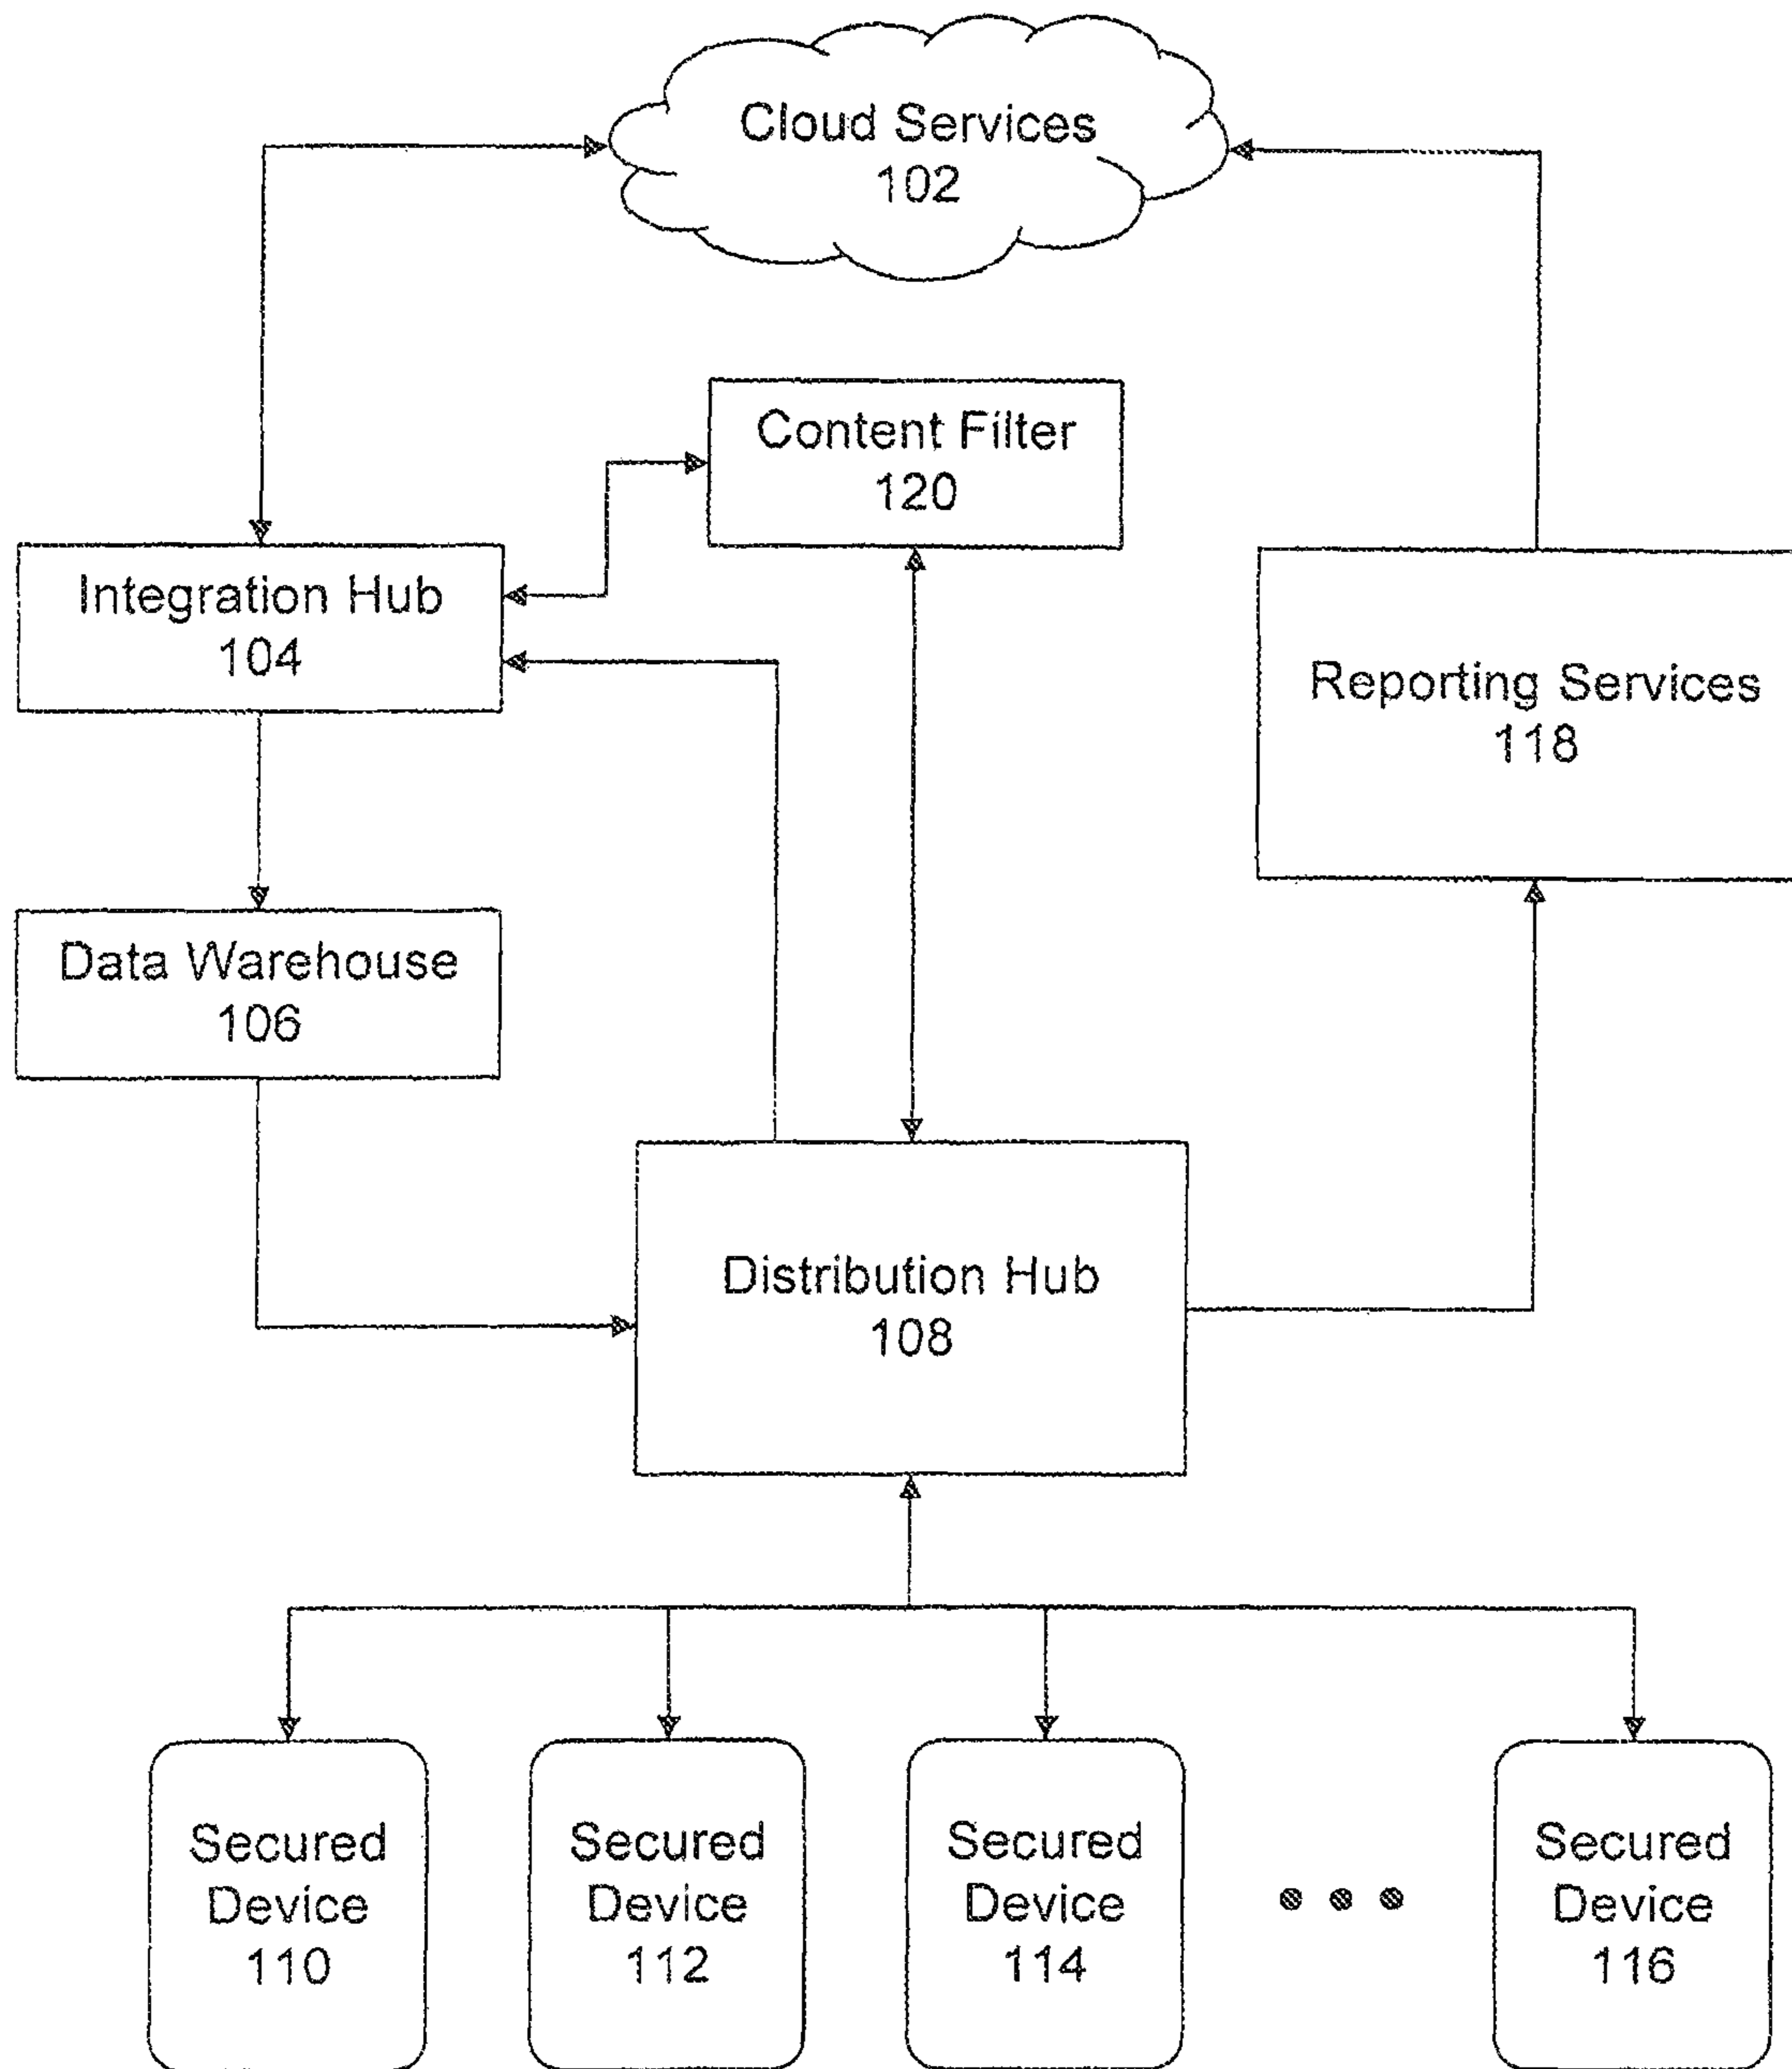 Cloud Services
102
Content Filter
120
Integration Hub
104
Reporting Services
118
Data Warehouse
106
Distribution Hub
108
Secured
Device
110
Secured
Device
112
Secured
Device
114
Secured
Device
116